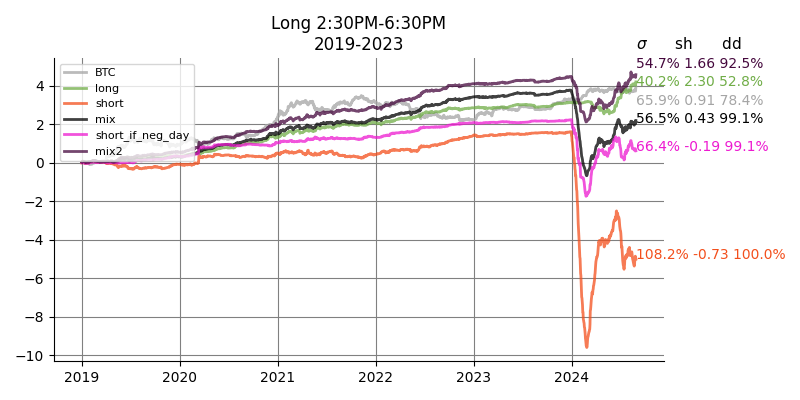 Long 2:30PM-6:30PM
2019-2023
σ sh dd
BTC
long
short
mix
short_if_neg_day
mix2
54.7% 1.66 92.5%
40.2% 2.30 52.8%
65.9% 0.91 78.4%
56.5% 0.43 99.1%
66.4% -0.19 99.1%
108.2% -0.73 100.0%
4
2
0
−2
−4
−6
−8
−10
2019 2020 2021 2022 2023 2024